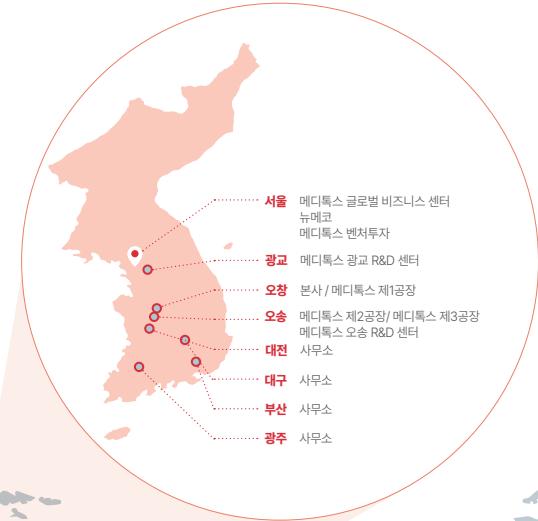 서울 메디톡스 글로벌 비즈니스 센터
뉴메코
메디톡스 벤처투자
광교 메디톡스 광교 R&D 센터
오창 본사 / 메디톡스 제1공장
오송 메디톡스 제2공장/ 메디톡스 제3공장
메디톡스 오송 R&D 센터
대전 사무소
대구 사무소
부산 사무소
광주 사무소